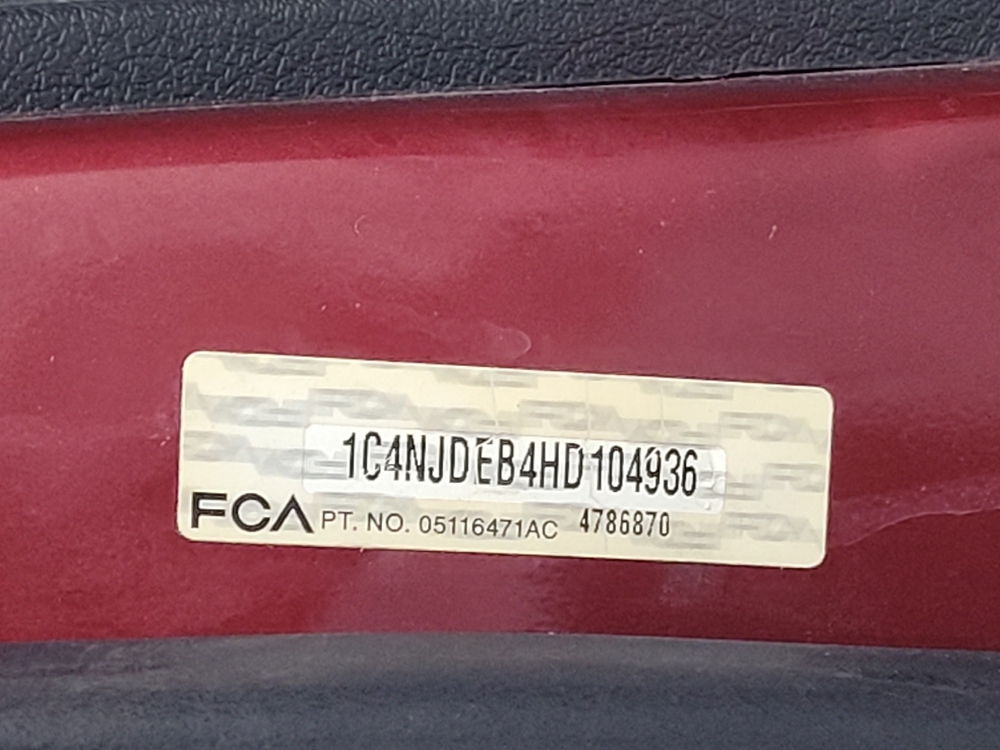 1C4NJDEB4HD104936
FCA PT. NO. 05116471AC 4786870